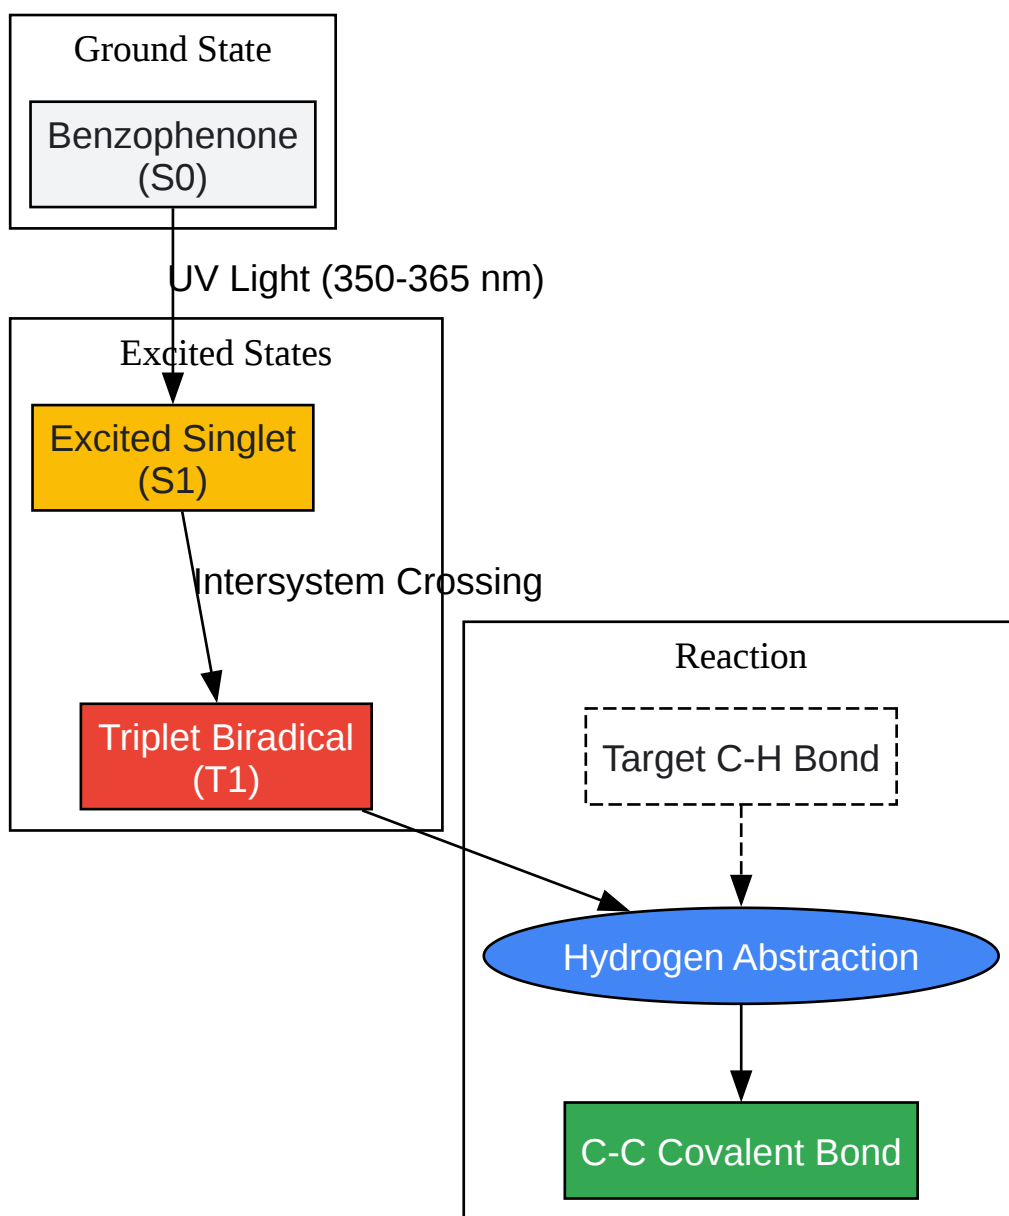 Ground State
Benzophenone
(S0)
UV Light (350-365 nm)
Excited States
Excited Singlet
(S1)
Intersystem Crossing
Triplet Biradical
(T1)
Reaction
Target C-H Bond
Hydrogen Abstraction
C-C Covalent Bond